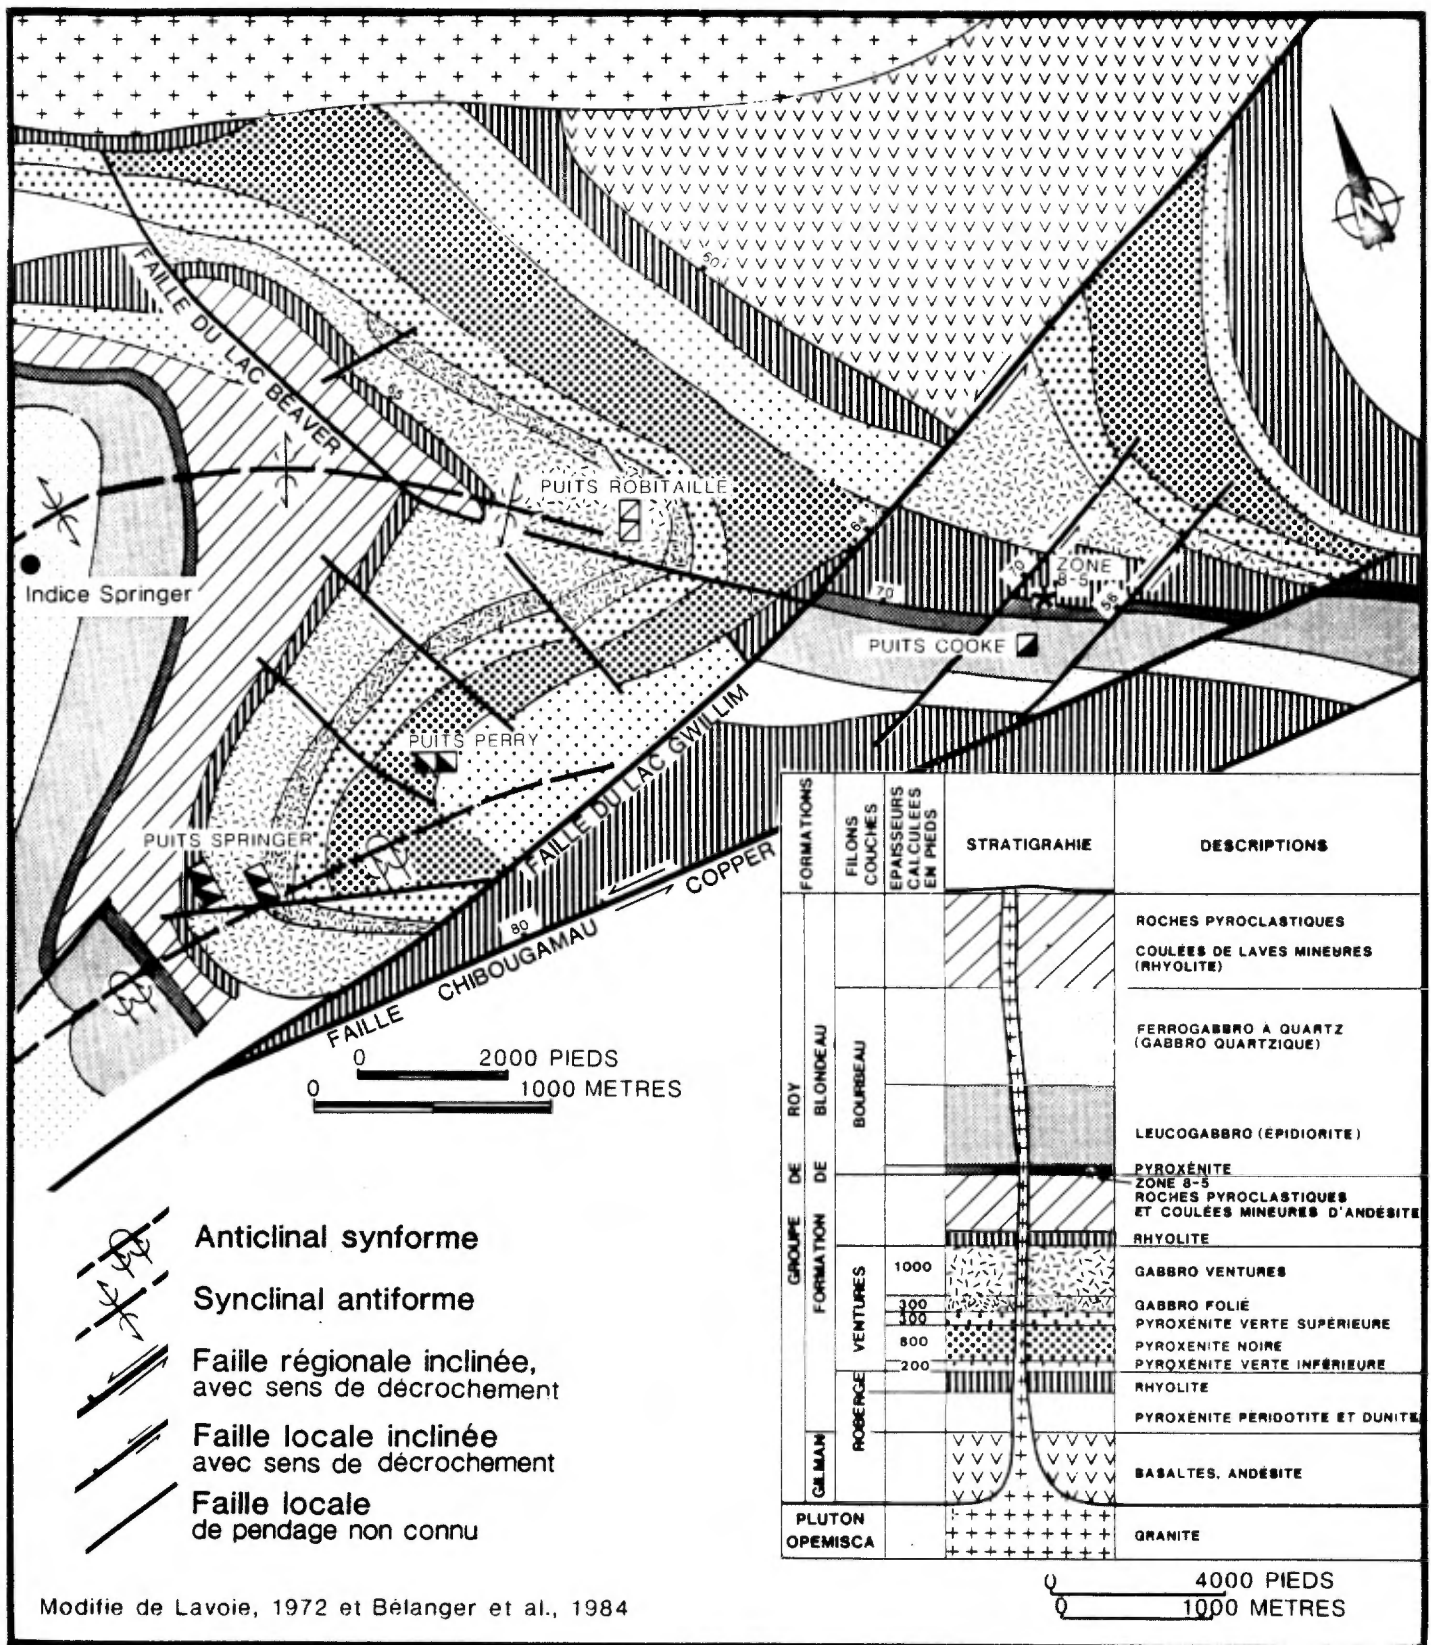 60
FAILLE DU LAC BEAVER
65
PUITS ROBITAILLE
61
70
70
ZONE
8-5
56
Indice Springer
PUITS COOKE
PUITS PERRY
FAILLE DU LAC GWILLIM
PUITS SPRINGER
80
FAILLE CHIBOUGAMAU COPPER
N
0 2000 PIEDS
0 1000 METRES
Anticlinal synforme
Synclinal antiforme
Faille régionale inclinée,
avec sens de décrochement
Faille locale inclinée
avec sens de décrochement
Faille locale
de pendage non connu
Modifie de Lavoie, 1972 et Bélanger et al., 1984
FORMATIONS
FILONS
COUCHES
EPAISSEURS
CALCULÉES
EN PIEDS
STRATIGRAHIE
DESCRIPTIONS
GROUPE DE ROY
FORMATION DE BLONDEAU
GILMAN
BOURBEAU
VENTURES
ROBERGE
ROCHES PYROCLASTIQUES
COULÉES DE LAVES MINEURES
(RHYOLITE)
FERROGABBRO À QUARTZ
(GABBRO QUARTZIQUE)
LEUCOGABBRO (ÉPIDIORITE)
PYROXÉNITE
ZONE 8-5
ROCHES PYROCLASTIQUES
ET COULÉES MINEURES D'ANDÉSITE
RHYOLITE
1000 GABBRO VENTURES
300 GABBRO FOLIÉ
300 PYROXÉNITE VERTE SUPÉRIEURE
800 PYROXENITE NOIRE
200 PYROXÉNITE VERTE INFÉRIEURE
RHYOLITE
PYROXÉNITE PÉRIDOTITE ET DUNITE
BASALTES, ANDÉSITE
PLUTON
OPEMISCA
GRANITE
0 4000 PIEDS
0 1000 METRES